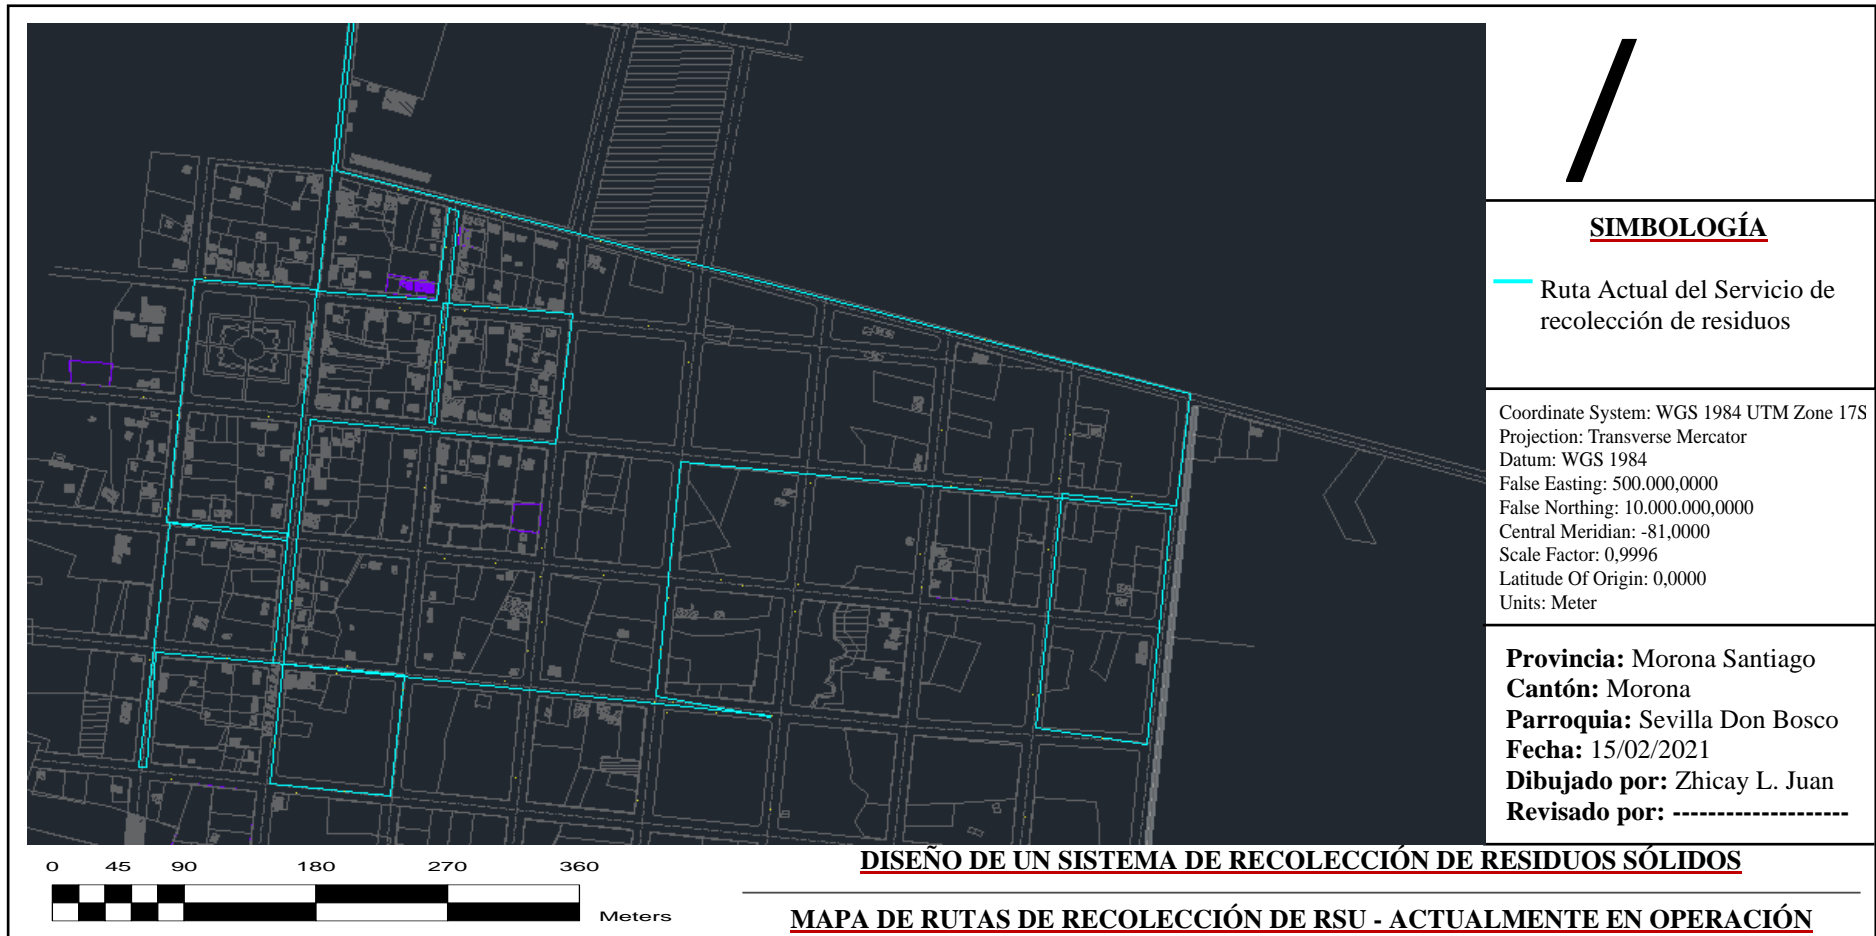 SIMBOLOGÍA
Ruta Actual del Servicio de
recolección de residuos
Coordinate System: WGS 1984 UTM Zone 17S
Projection: Transverse Mercator
Datum: WGS 1984
False Easting: 500.000,0000
False Northing: 10.000.000,0000
Central Meridian: -81,0000
Scale Factor: 0,9996
Latitude Of Origin: 0,0000
Units: Meter
Provincia: Morona Santiago
Cantón: Morona
Parroquia: Sevilla Don Bosco
Fecha: 15/02/2021
Dibujado por: Zhicay L. Juan
Revisado por: --------------------
0 45 90 180 270 360
Meters
DISEÑO DE UN SISTEMA DE RECOLECCIÓN DE RESIDUOS SÓLIDOS
MAPA DE RUTAS DE RECOLECCIÓN DE RSU - ACTUALMENTE EN OPERACIÓN